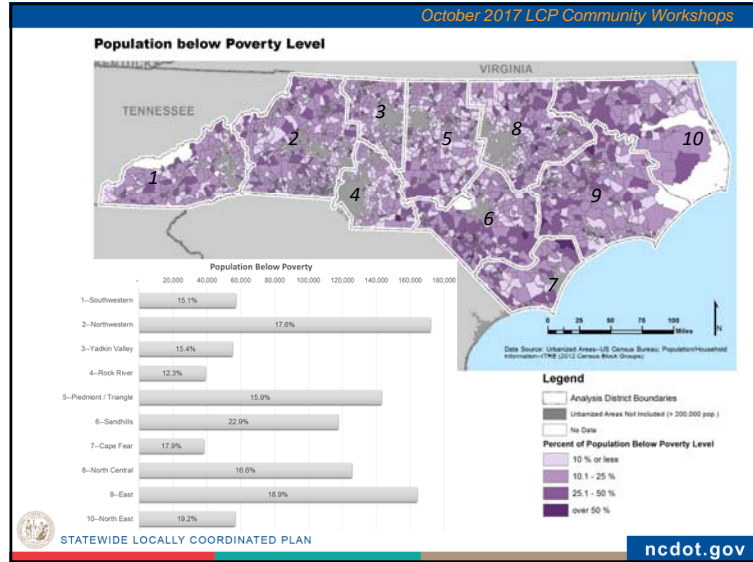 October 2017 LCP Community Workshops
Population below Poverty Level
KENTUCKY
VIRGINIA
TENNESSEE
1
2
3
4
5
6
7
8
9
10
Population Below Poverty
- 20,000 40,000 60,000 80,000 100,000 120,000 140,000 160,000 180,000
1--Southwestern 15.1%
2--Northwestern 17.6%
3--Yadkin Valley 15.4%
4--Rock River 12.3%
5--Piedmont / Triangle 15.9%
6--Sandhills 22.9%
7--Cape Fear 17.9%
8--North Central 16.6%
9--East 18.9%
10--North East 19.2%
0 25 50 75 100
Miles
N
Data Source: Urbanized Areas--US Census Bureau; Population/Household
Information--ITRE (2012 Census Block Groups)
Legend
Analysis District Boundaries
Urbanized Areas Not Included (> 200,000 pop.)
No Data
Percent of Population Below Poverty Level
10 % or less
10.1 - 25 %
25.1 - 50 %
over 50 %
STATEWIDE LOCALLY COORDINATED PLAN
ncdot.gov